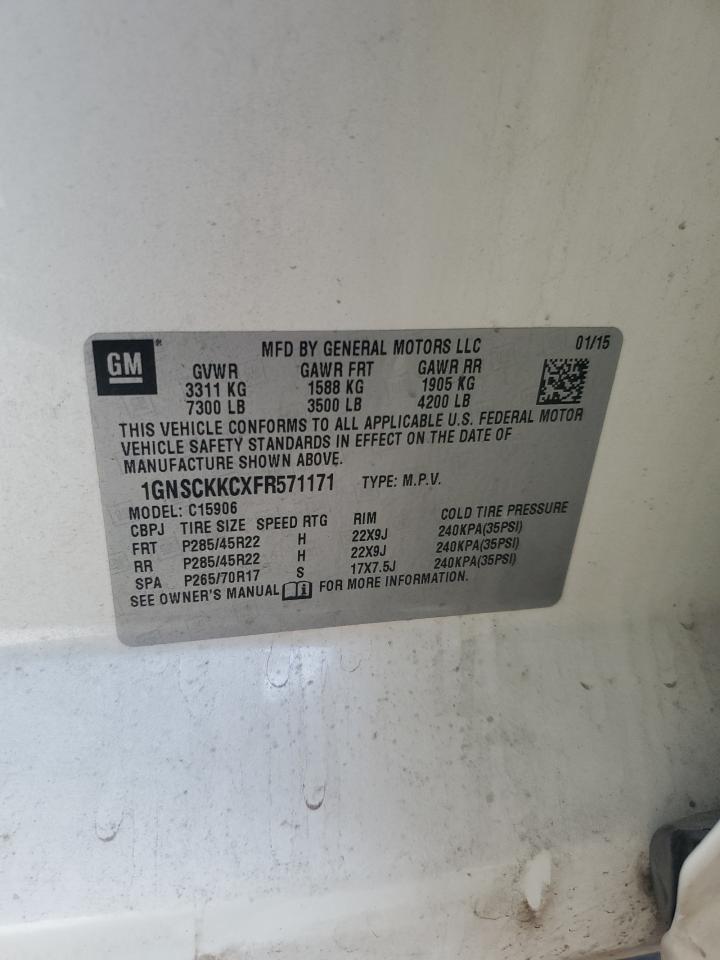 GM
MFD BY GENERAL MOTORS LLC 01/15
GVWR GAWR FRT GAWR RR
3311 KG 1588 KG 1905 KG
7300 LB 3500 LB 4200 LB
THIS VEHICLE CONFORMS TO ALL APPLICABLE U.S. FEDERAL MOTOR
VEHICLE SAFETY STANDARDS IN EFFECT ON THE DATE OF
MANUFACTURE SHOWN ABOVE.
1GNSCKKCXFR571171 TYPE: M.P.V.
MODEL: C15906
CBPJ TIRE SIZE SPEED RTG RIM COLD TIRE PRESSURE
FRT P285/45R22 H 22X9J 240KPA(35PSI)
RR P285/45R22 H 22X9J 240KPA(35PSI)
SPA P265/70R17 S 17X7.5J 240KPA(35PSI)
SEE OWNER'S MANUAL FOR MORE INFORMATION.